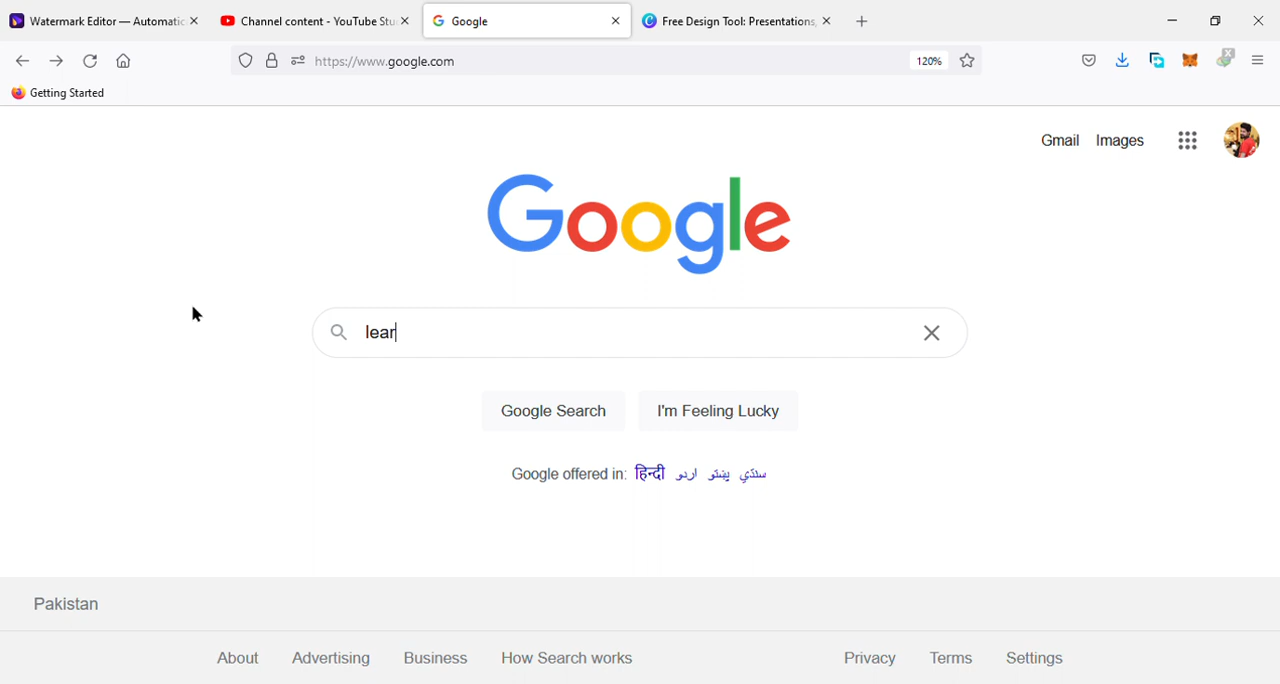 Watermark Editor — Automatic
Channel content - YouTube Stu
Google
Free Design Tool: Presentations,
https://www.google.com
120%
Getting Started
Gmail Images
Google
lear
Google Search I'm Feeling Lucky
Google offered in: हिन्दी اردو پښتو سنڌي
Pakistan
About Advertising Business How Search works Privacy Terms Settings